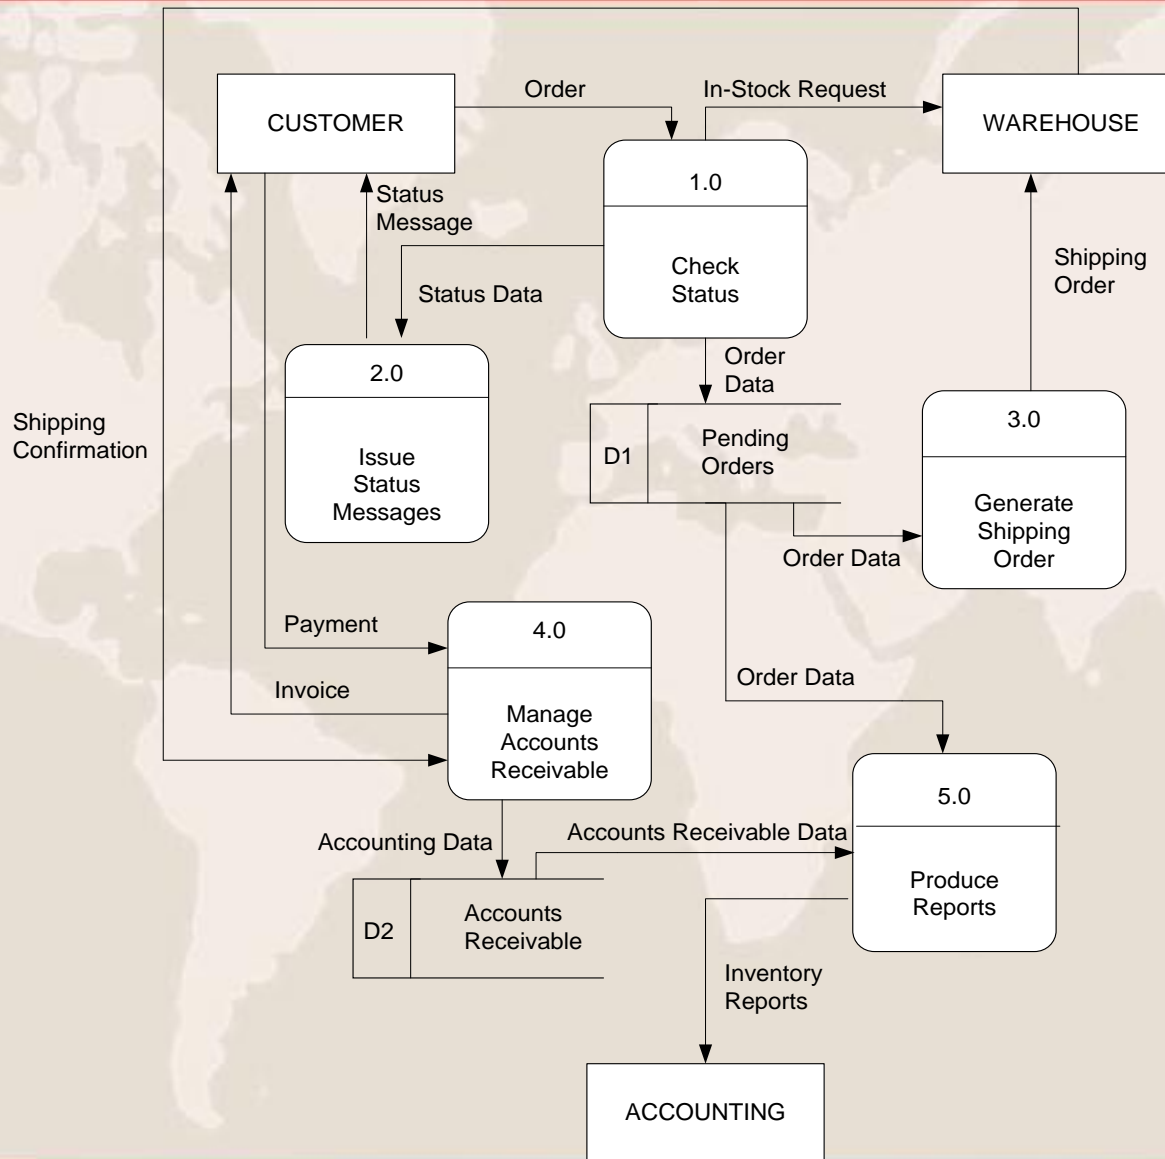 Order
In-Stock Request
CUSTOMER
WAREHOUSE
1.0
Check
Status
Status
Message
Status Data
Shipping
Order
Order
Data
2.0
Issue
Status
Messages
Shipping
Confirmation
D1
Pending
Orders
3.0
Generate
Shipping
Order
Order Data
Payment
4.0
Manage
Accounts
Receivable
Invoice
Order Data
5.0
Produce
Reports
Accounting Data
Accounts Receivable Data
D2
Accounts
Receivable
Inventory
Reports
ACCOUNTING